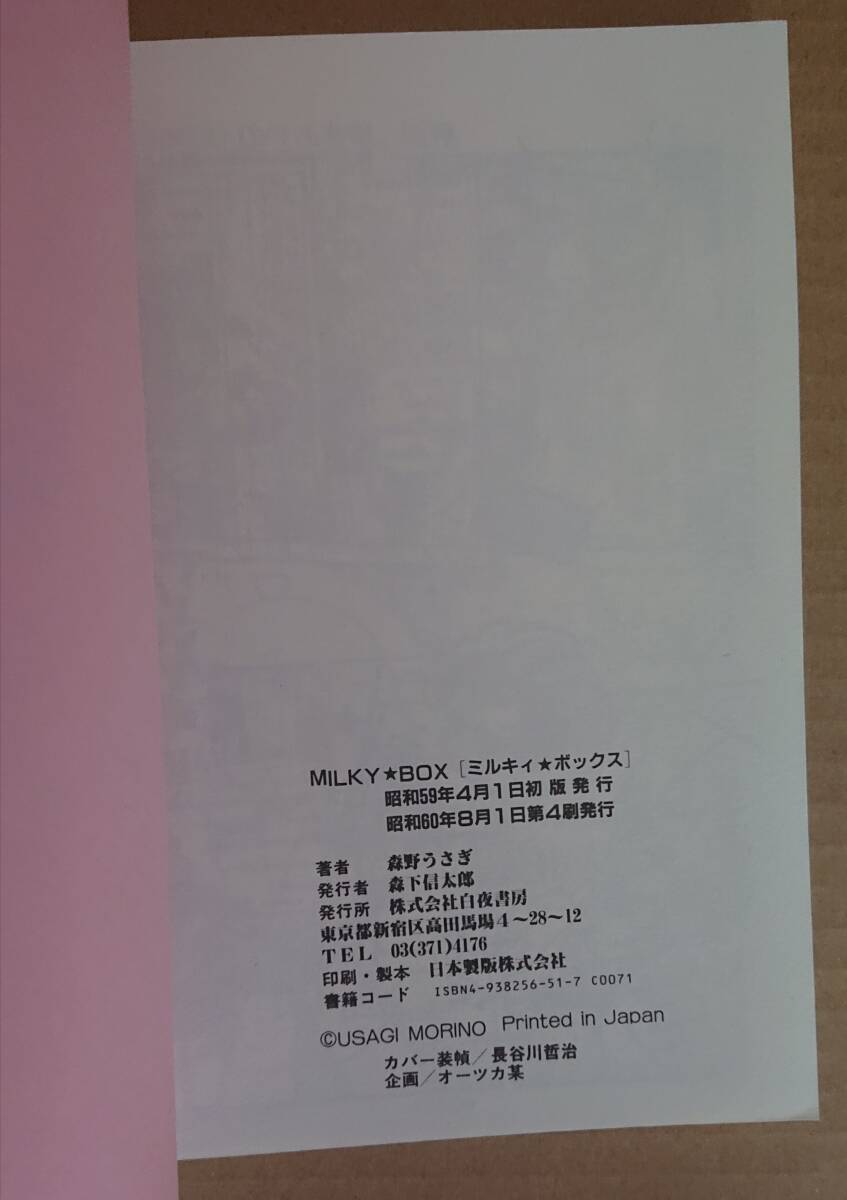 MILKY★BOX［ミルキィ★ボックス］
昭和59年4月1日初版発行
昭和60年8月1日第4刷発行
著者 森野うさぎ
発行者 森下信太郎
発行所 株式会社白夜書房
東京都新宿区高田馬場4～28～12
TEL 03(371)4176
印刷・製本 日本製版株式会社
書籍コード ISBN4-938256-51-7 C0071
©USAGI MORINO Printed in Japan
カバー装幀／長谷川哲治
企画／オーツカ某